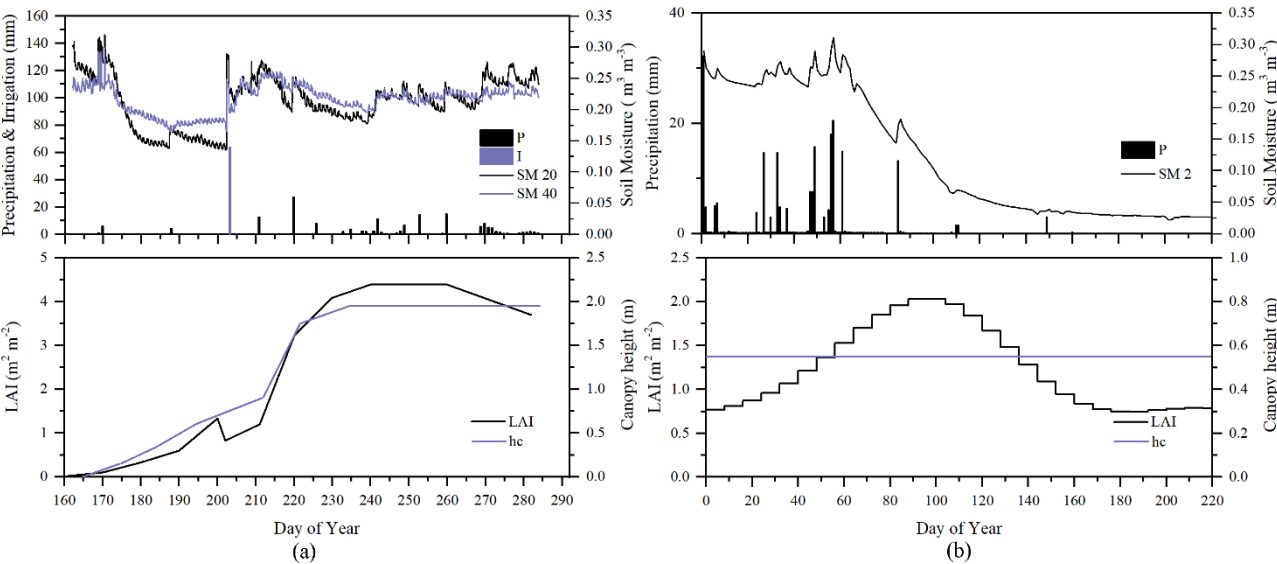 160
140
120
100
80
60
40
20
0
Precipitation & Irrigation (mm)
0.35
0.30
0.25
0.20
0.15
0.10
0.05
0.00
Soil Moisture ( m³ m⁻³)
P
I
SM 20
SM 40
5
4
3
2
1
0
LAI (m² m⁻²)
2.5
2.0
1.5
1.0
0.5
0.0
Canopy height (m)
LAI
hc
160 170 180 190 200 210 220 230 240 250 260 270 280 290
Day of Year
(a)
40
20
0
Precipitation (mm)
0.35
0.30
0.25
0.20
0.15
0.10
0.05
0.00
Soil Moisture ( m³ m⁻³)
P
SM 2
2.5
2.0
1.5
1.0
0.5
0.0
LAI (m² m⁻²)
1.0
0.8
0.6
0.4
0.2
0.0
Canopy height (m)
LAI
hc
0 20 40 60 80 100 120 140 160 180 200 220
Day of Year
(b)